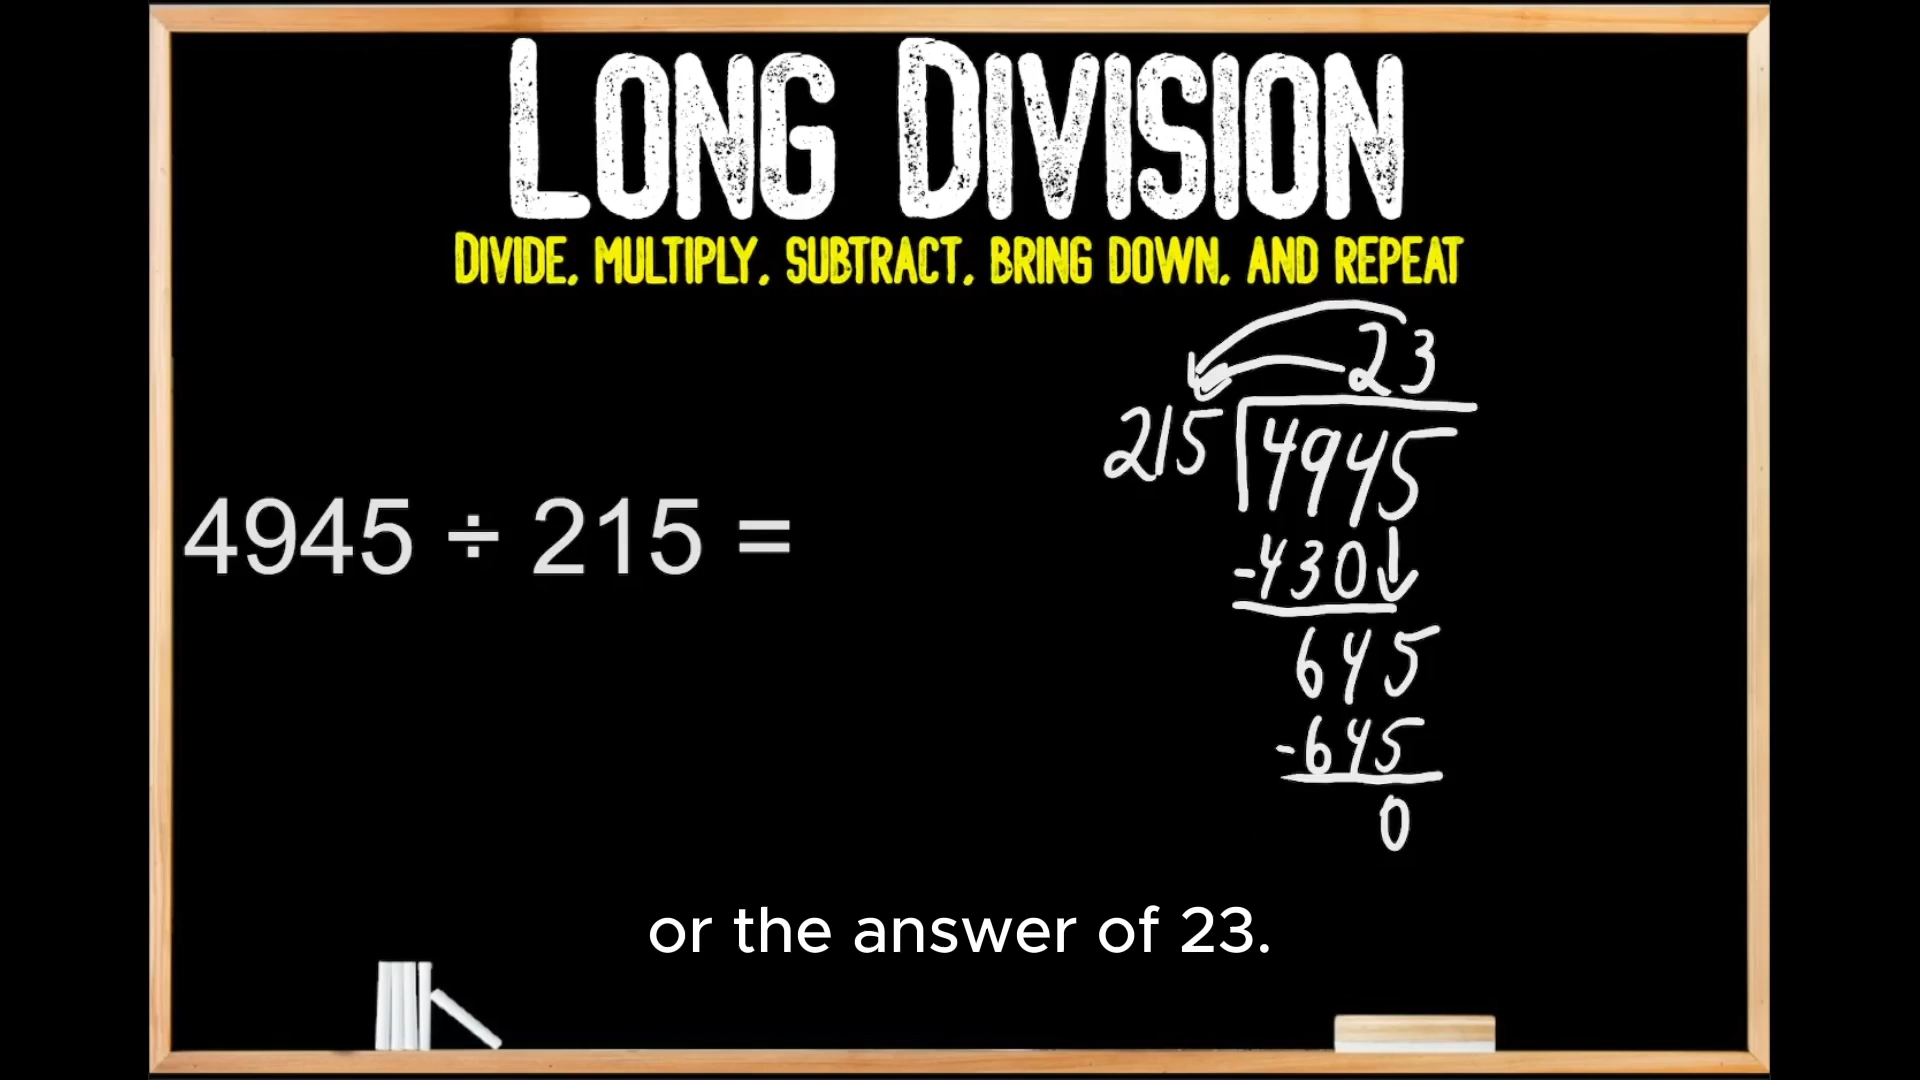 LONG DIVISION
DIVIDE, MULTIPLY, SUBTRACT, BRING DOWN, AND REPEAT
23
215 4945
4945 ÷ 215 =
-430
645
-645
0
or the answer of 23.